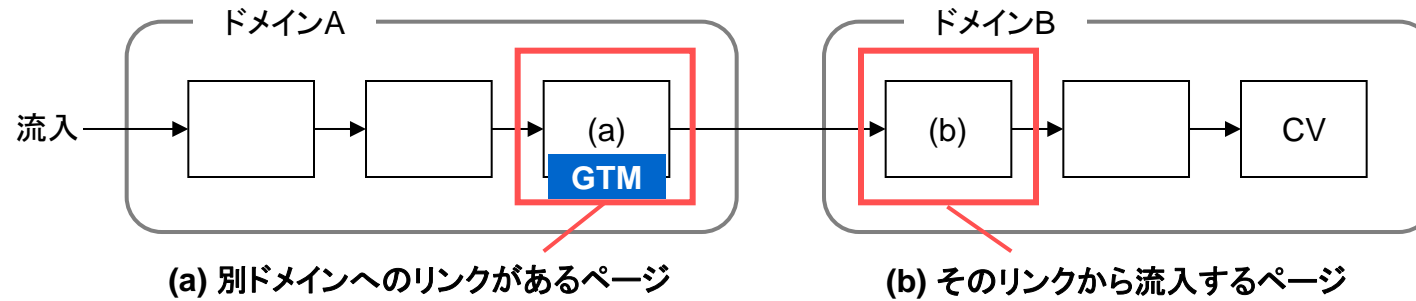 ドメインA
ドメインB
流入
(a)
GTM
(b)
CV
(a) 別ドメインへのリンクがあるページ
(b) そのリンクから流入するページ